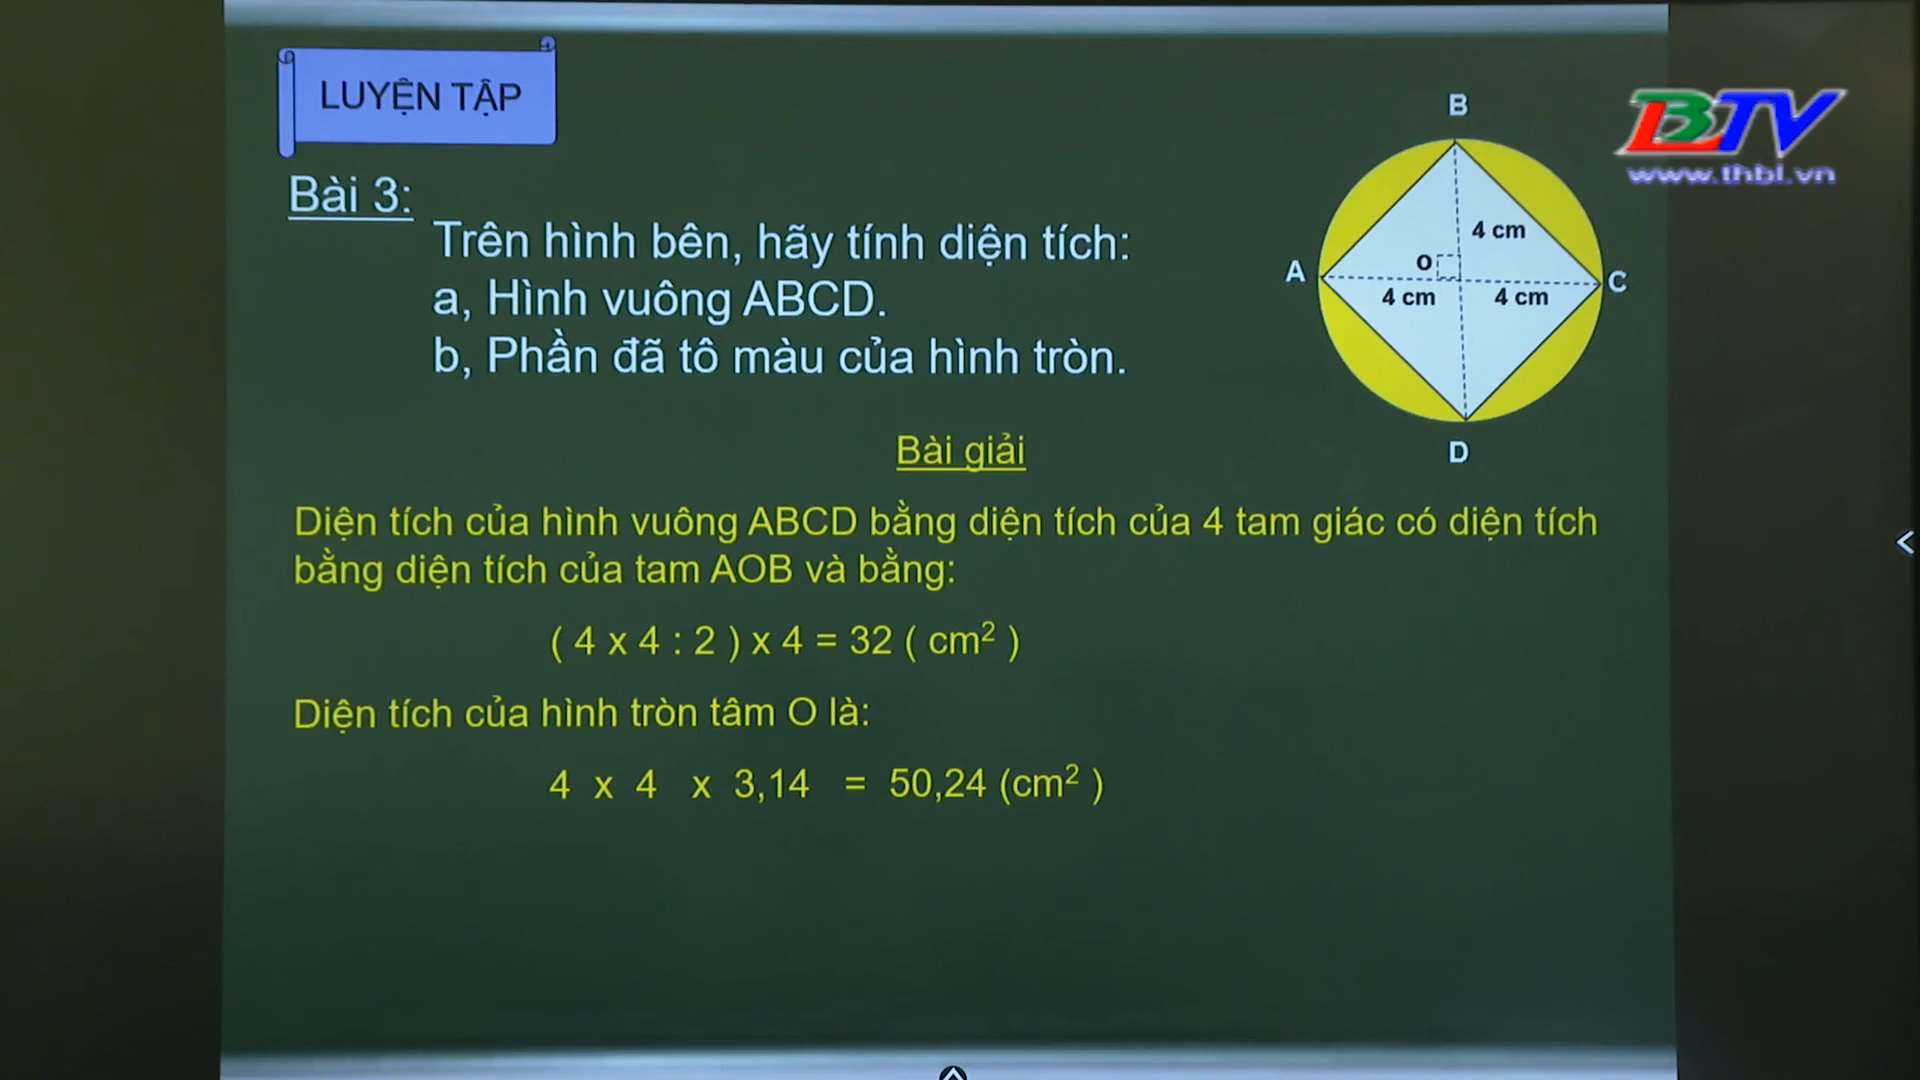 LUYỆN TẬP
BTV
www.thbl.vn
Bài 3:
Trên hình bên, hãy tính diện tích:
a, Hình vuông ABCD.
b, Phần đã tô màu của hình tròn.
B
4 cm
A
O
C
4 cm
4 cm
D
Bài giải
Diện tích của hình vuông ABCD bằng diện tích của 4 tam giác có diện tích
bằng diện tích của tam AOB và bằng:
( 4 x 4 : 2 ) x 4 = 32 ( cm² )
Diện tích của hình tròn tâm O là:
4 x 4 x 3,14 = 50,24 (cm² )